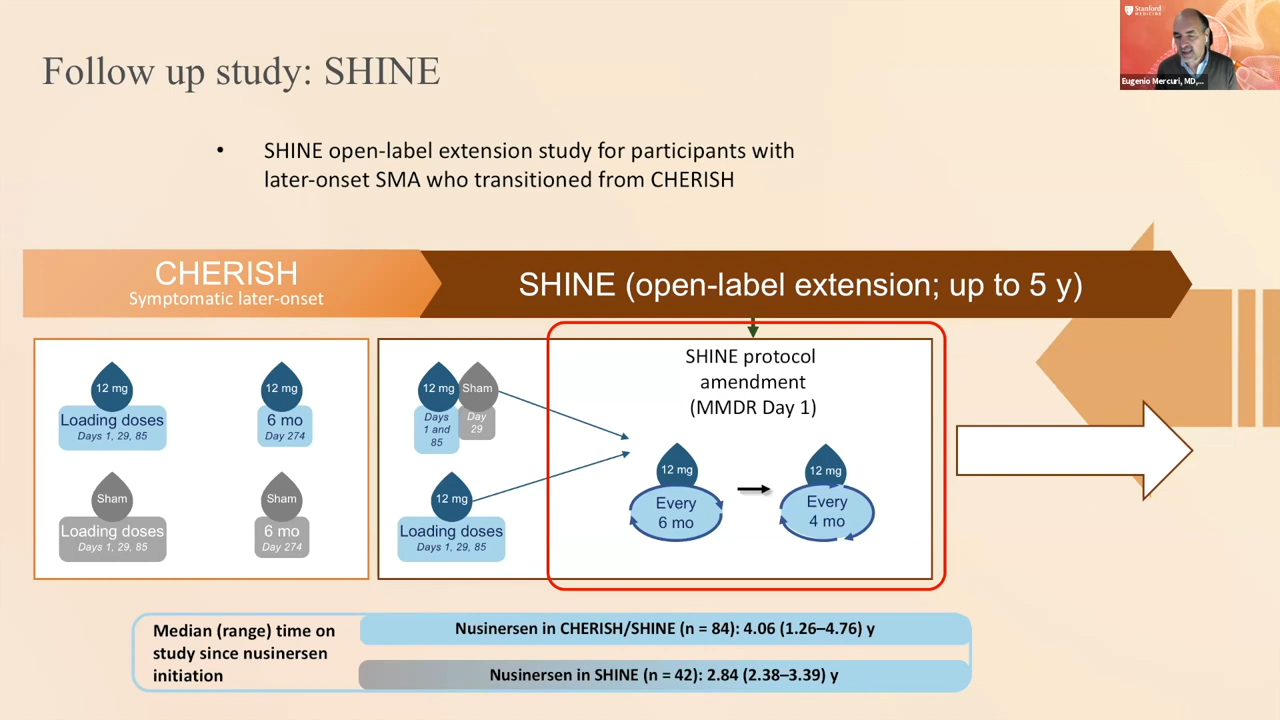 Stanford
MEDICINE
Eugenio Mercuri, MD,...
Follow up study: SHINE
• SHINE open-label extension study for participants with
later-onset SMA who transitioned from CHERISH
CHERISH
Symptomatic later-onset
SHINE (open-label extension; up to 5 y)
12 mg
Loading doses
Days 1, 29, 85
12 mg
6 mo
Day 274
Sham
Loading doses
Days 1, 29, 85
Sham
6 mo
Day 274
12 mg
Days
1 and
85
Sham
Day
29
12 mg
Loading doses
Days 1, 29, 85
SHINE protocol
amendment
(MMDR Day 1)
12 mg
Every
6 mo
12 mg
Every
4 mo
Median (range) time on
study since nusinersen
initiation
Nusinersen in CHERISH/SHINE (n = 84): 4.06 (1.26–4.76) y
Nusinersen in SHINE (n = 42): 2.84 (2.38–3.39) y